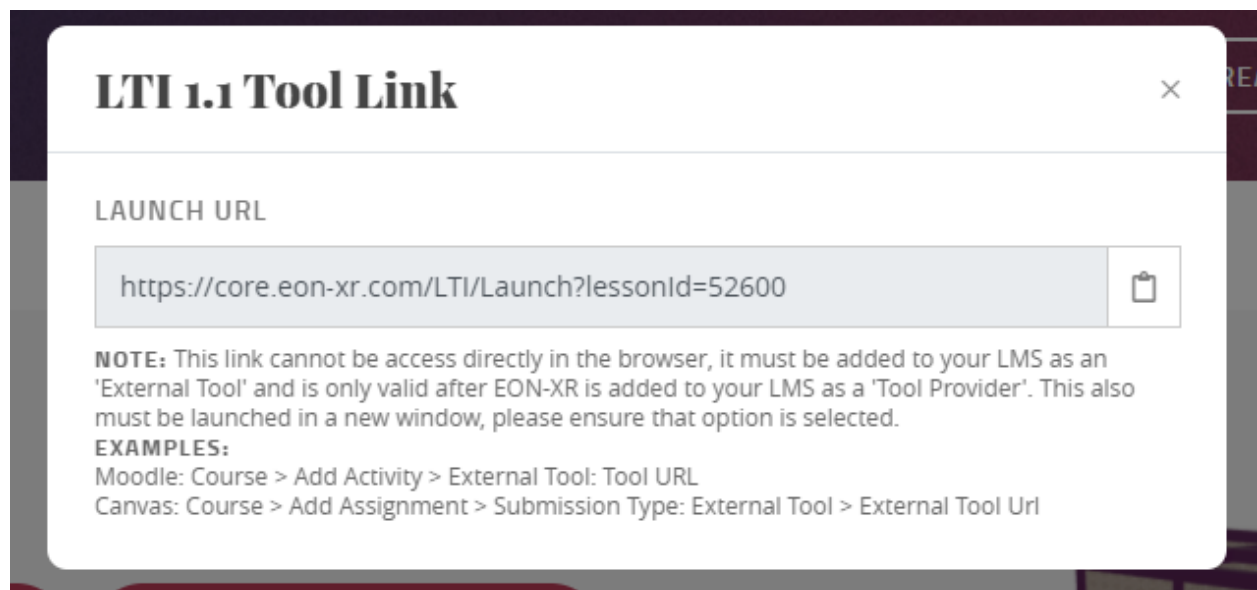 LTI 1.1 Tool Link
LAUNCH URL
https://core.eon-xr.com/LTI/Launch?lessonId=52600
NOTE: This link cannot be access directly in the browser, it must be added to your LMS as an
'External Tool' and is only valid after EON-XR is added to your LMS as a 'Tool Provider'. This also
must be launched in a new window, please ensure that option is selected.
EXAMPLES:
Moodle: Course > Add Activity > External Tool: Tool URL
Canvas: Course > Add Assignment > Submission Type: External Tool > External Tool Url